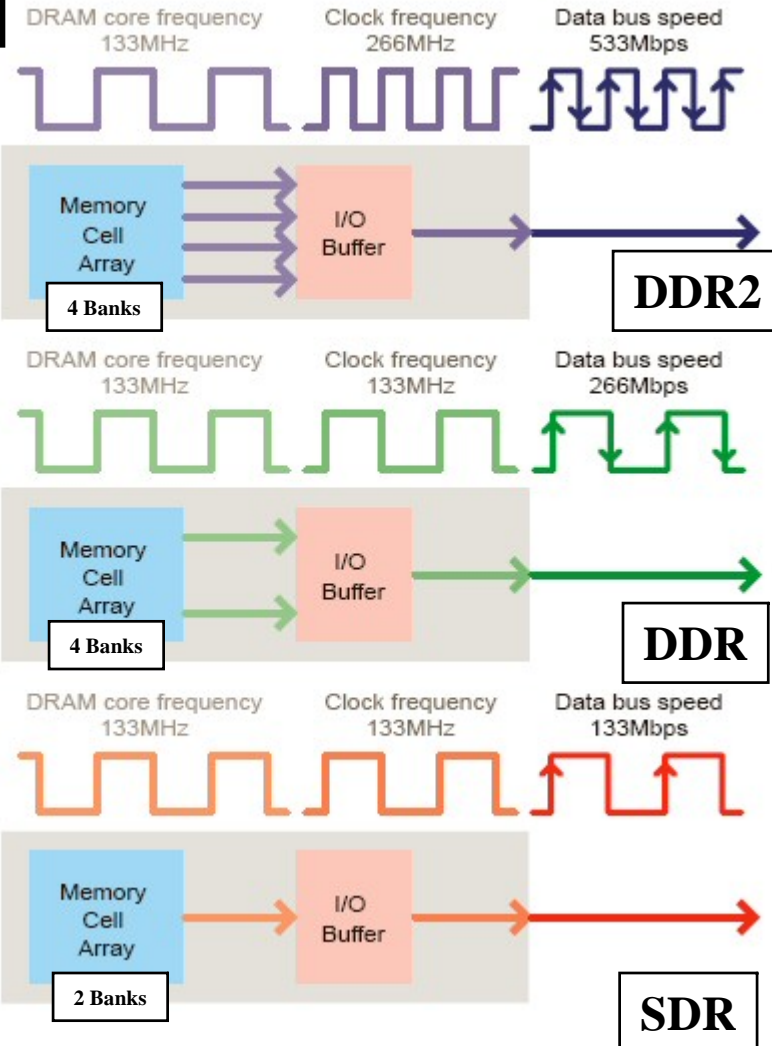 DRAM core frequency
133MHz
Clock frequency
266MHz
Data bus speed
533Mbps
Memory
Cell
Array
4 Banks
I/O
Buffer
DDR2
DRAM core frequency
133MHz
Clock frequency
133MHz
Data bus speed
266Mbps
Memory
Cell
Array
4 Banks
I/O
Buffer
DDR
DRAM core frequency
133MHz
Clock frequency
133MHz
Data bus speed
133Mbps
Memory
Cell
Array
2 Banks
I/O
Buffer
SDR